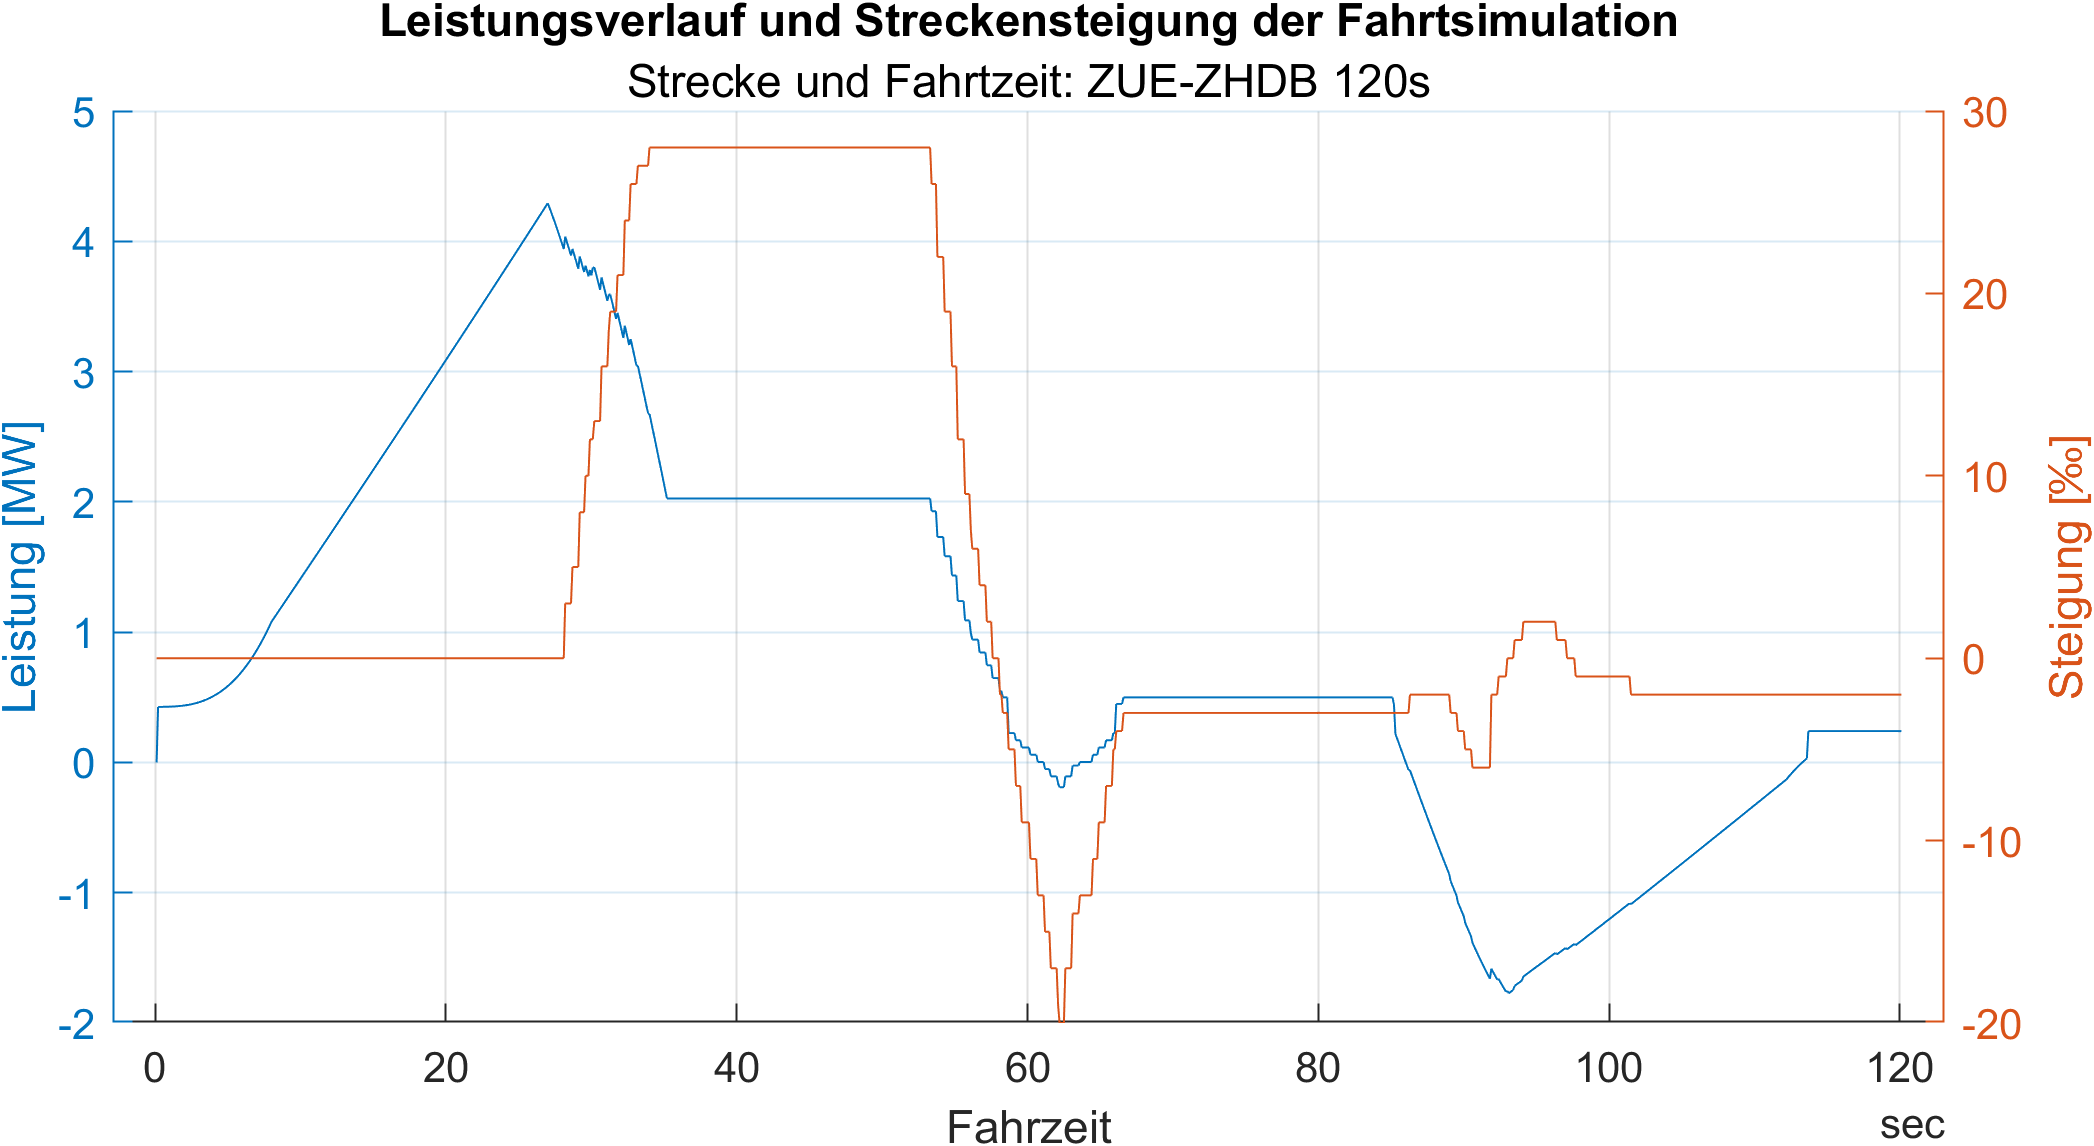 Leistungsverlauf und Streckensteigung der Fahrtsimulation
Strecke und Fahrtzeit: ZUE-ZHDB 120s
Leistung [MW]
5
4
3
2
1
0
-1
-2
30
20
10
0
-10
-20
Steigung [‰]
0 20 40 60 80 100 120
Fahrzeit
sec